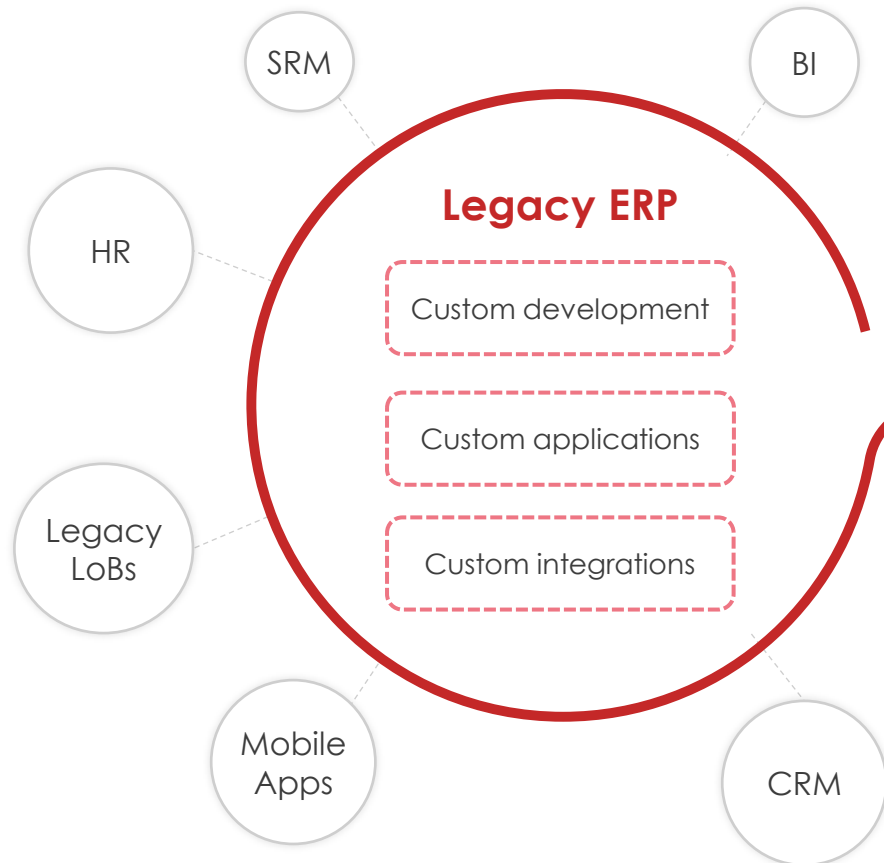 SRM
BI
Legacy ERP
HR
Custom development
Custom applications
Legacy
LoBs
Custom integrations
Mobile
Apps
CRM